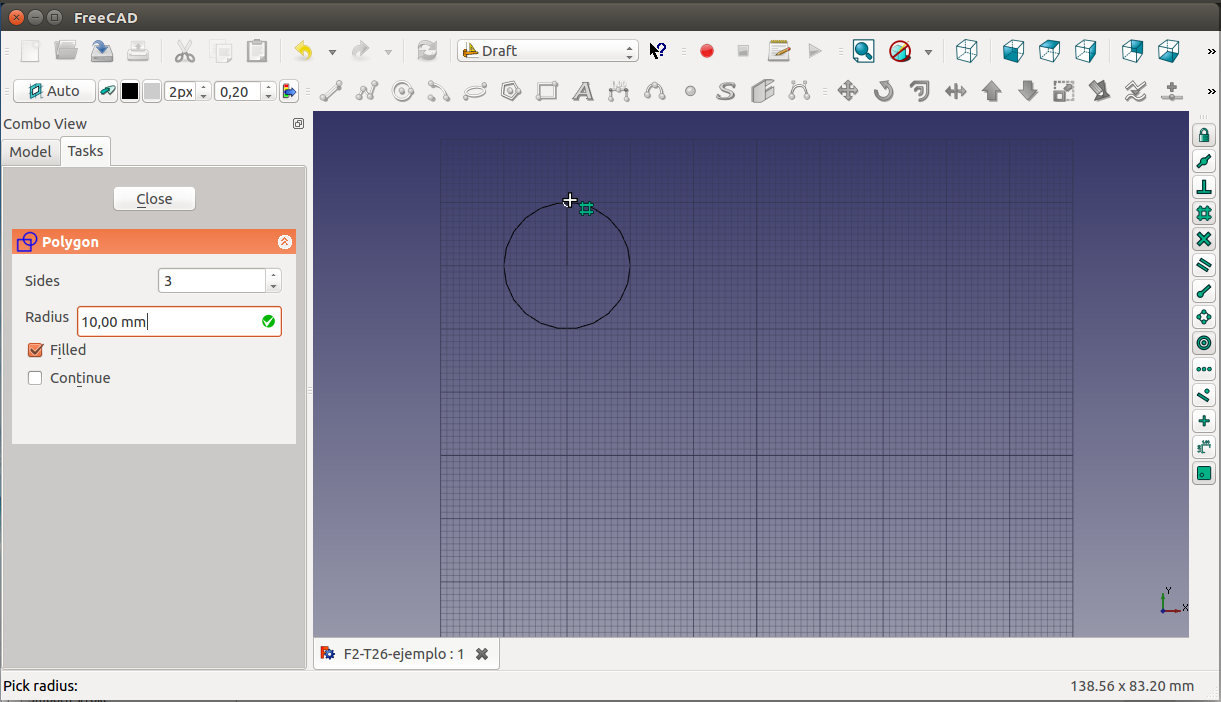 FreeCAD
Draft
Auto
2px
0,20
Combo View
Model
Tasks
Close
Polygon
Sides
3
Radius
10,00 mm
Filled
Continue
Y
X
F2-T26-ejemplo : 1
Pick radius:
138.56 x 83.20 mm